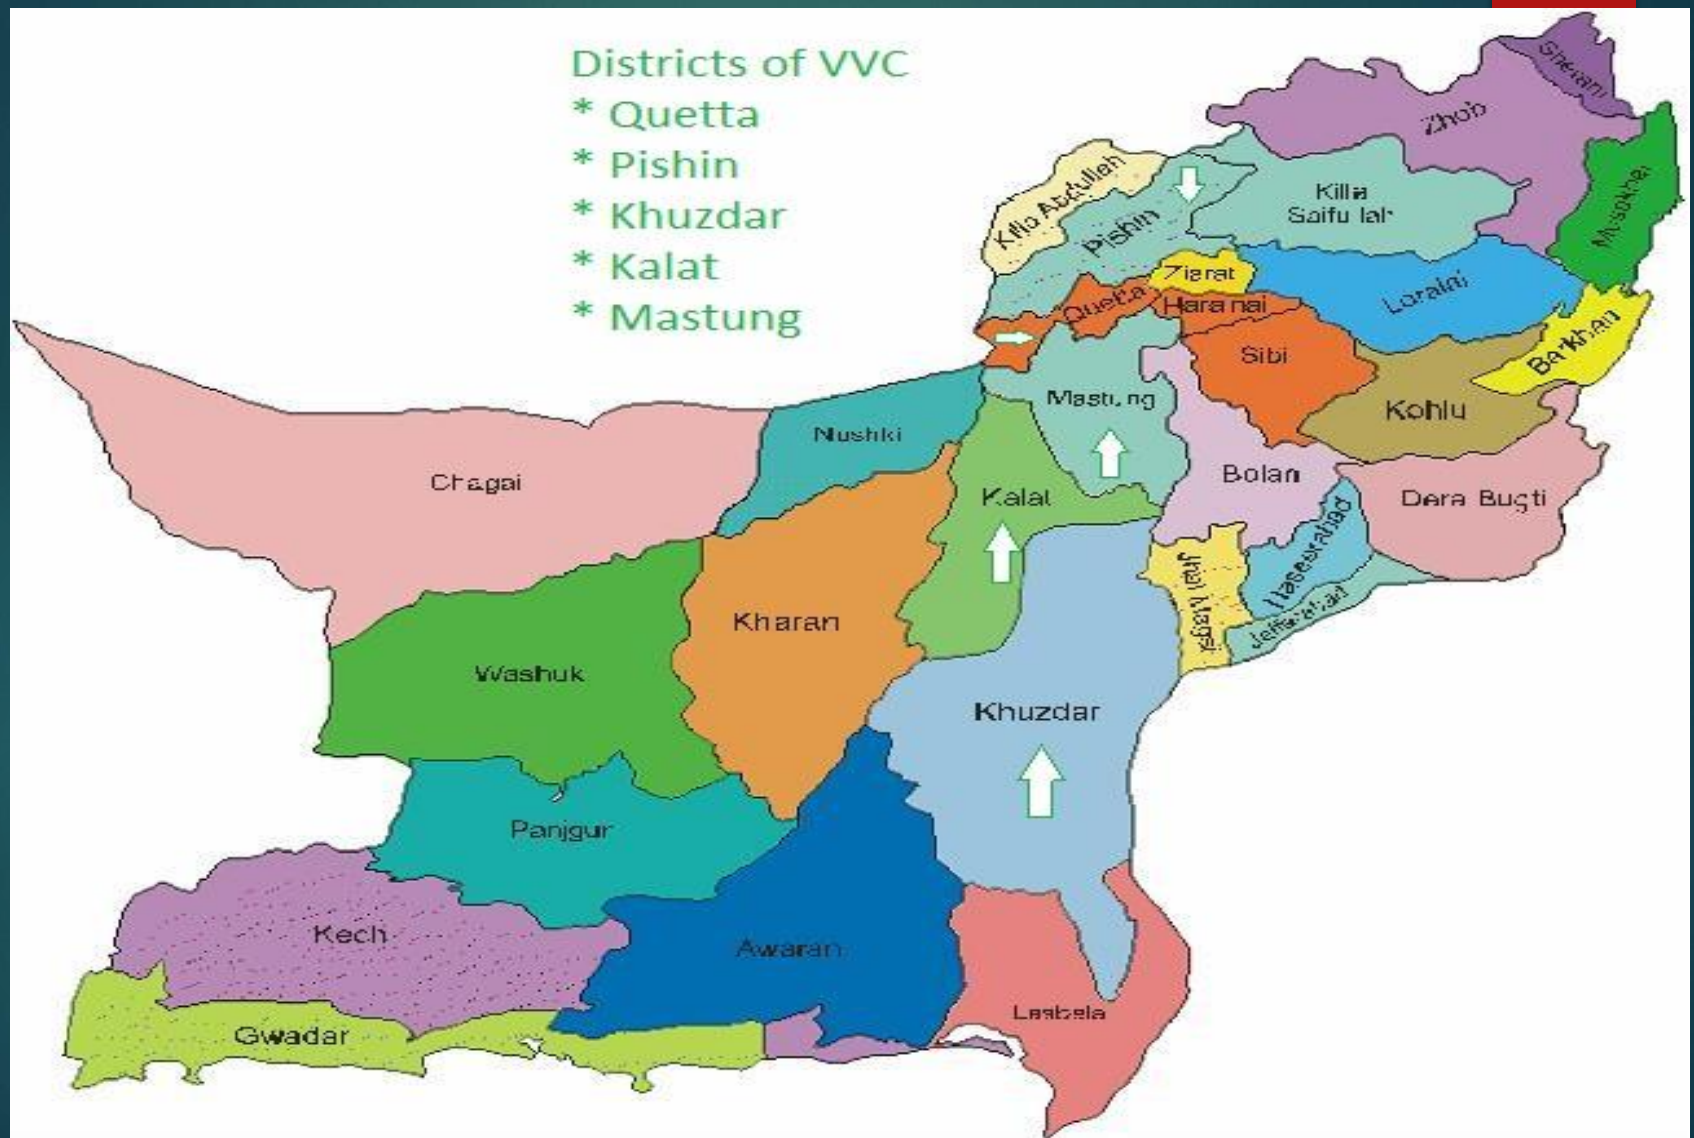 Districts of VVC
* Quetta
* Pishin
* Khuzdar
* Kalat
* Mastung
Sherani
Zhob
Musakhel
Killa Abdullah
Pishin
Killa
Saifullah
Ziarat
Quetta
Haranai
Loralai
Barkhan
Sibi
Mastung
Kohlu
Nushki
Chagai
Kalat
Bolan
Dera Bugti
Naseerabad
Jhal Magsi
Jaffarabad
Kharan
Washuk
Khuzdar
Panjgur
Kech
Awaran
Lasbela
Gwadar